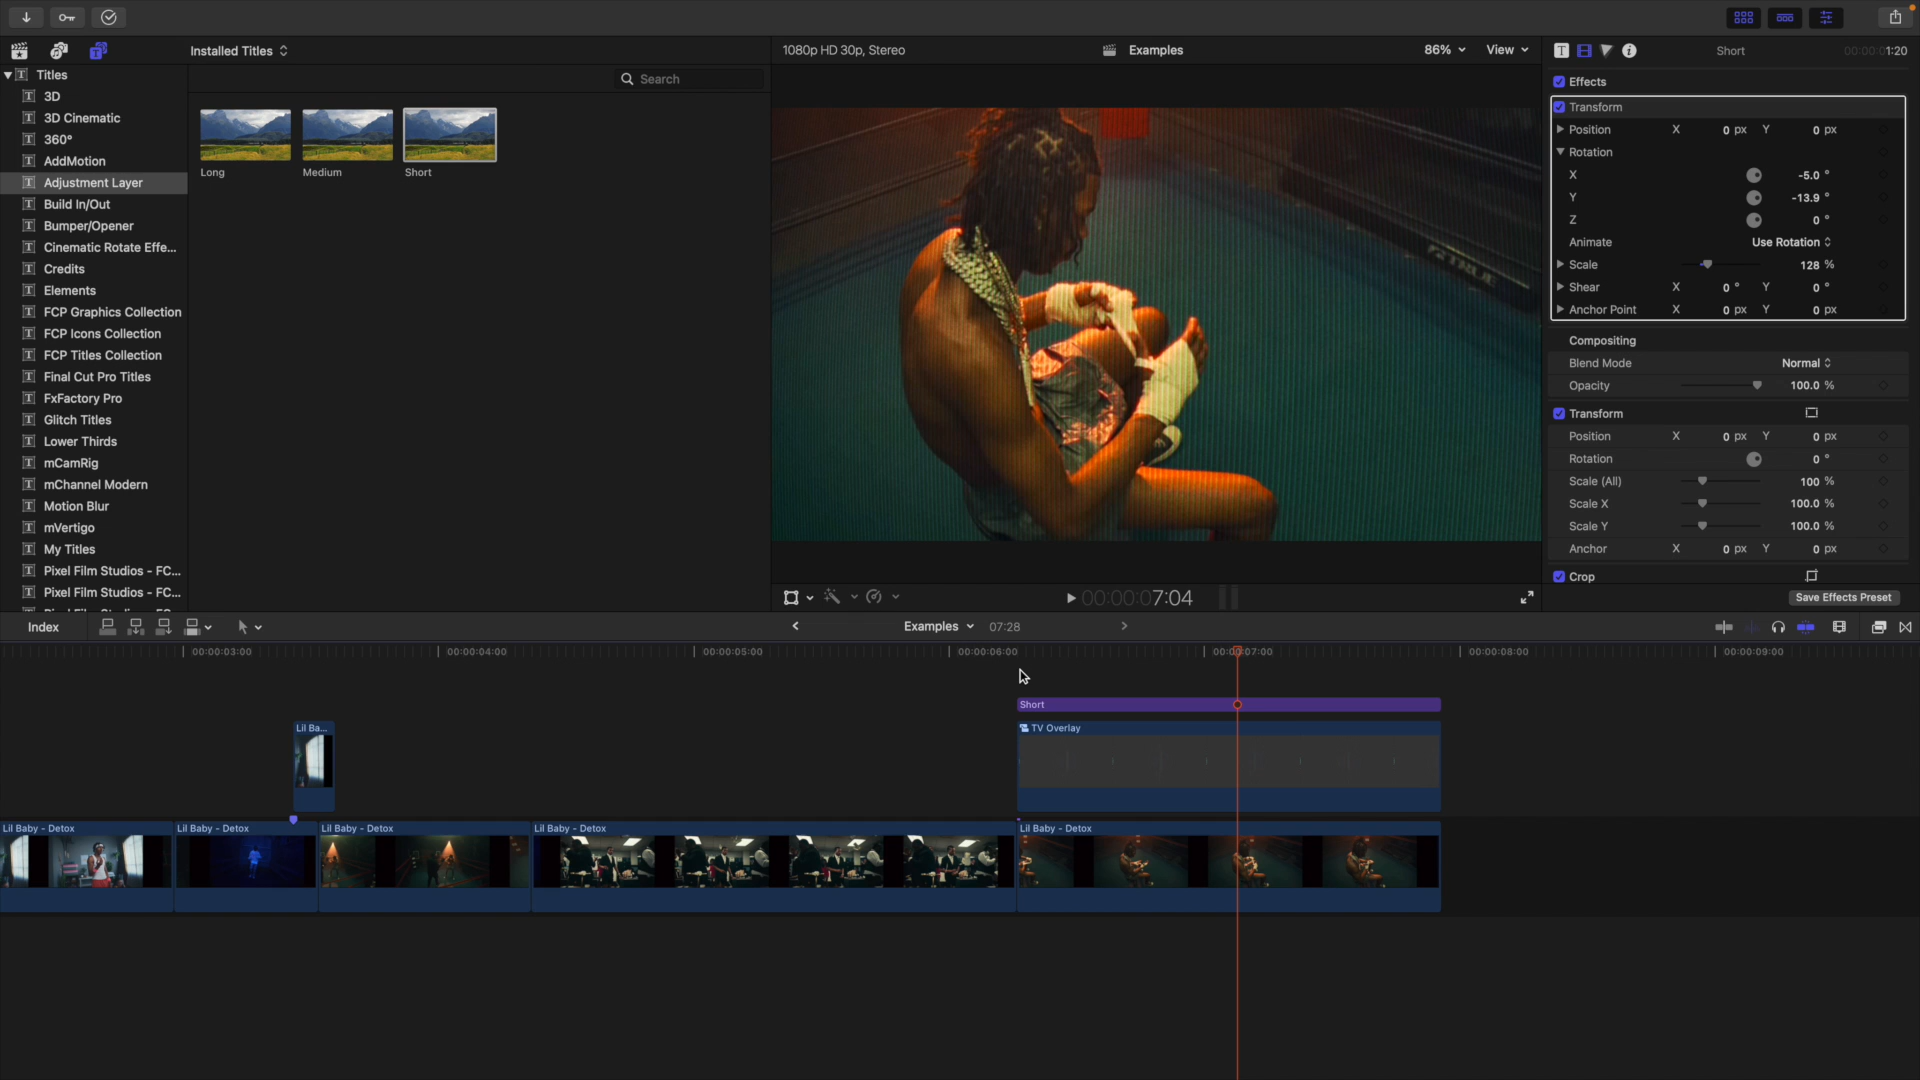 Installed Titles
1080p HD 30p, Stereo
Examples
86%
View
Short
00:00:01:20
Titles
Search
Effects
3D
Transform
3D Cinematic
Position X 0 px Y 0 px
360°
Rotation
AddMotion
Long
Medium
Short
X -5.0 °
Adjustment Layer
Y -13.9 °
Build In/Out
Z 0 °
Bumper/Opener
Animate Use Rotation
Cinematic Rotate Effe...
Scale 128 %
Credits
Shear X 0 ° Y 0 °
Elements
Anchor Point X 0 px Y 0 px
FCP Graphics Collection
FCP Icons Collection
Compositing
FCP Titles Collection
Blend Mode Normal
Final Cut Pro Titles
Opacity 100.0 %
FxFactory Pro
Transform
Glitch Titles
Position X 0 px Y 0 px
Lower Thirds
Rotation 0 °
mCamRig
Scale (All) 100 %
mChannel Modern
Scale X 100.0 %
Motion Blur
Scale Y 100.0 %
mVertigo
Anchor X 0 px Y 0 px
My Titles
Crop
Pixel Film Studios - FC...
Pixel Film Studios - FC...
00:00:07:04
Save Effects Preset
Index
Examples
07:28
00:00:03:00
00:00:04:00
00:00:05:00
00:00:06:00
00:00:07:00
00:00:08:00
00:00:09:00
Short
Lil Ba...
TV Overlay
Lil Baby - Detox
Lil Baby - Detox
Lil Baby - Detox
Lil Baby - Detox
Lil Baby - Detox